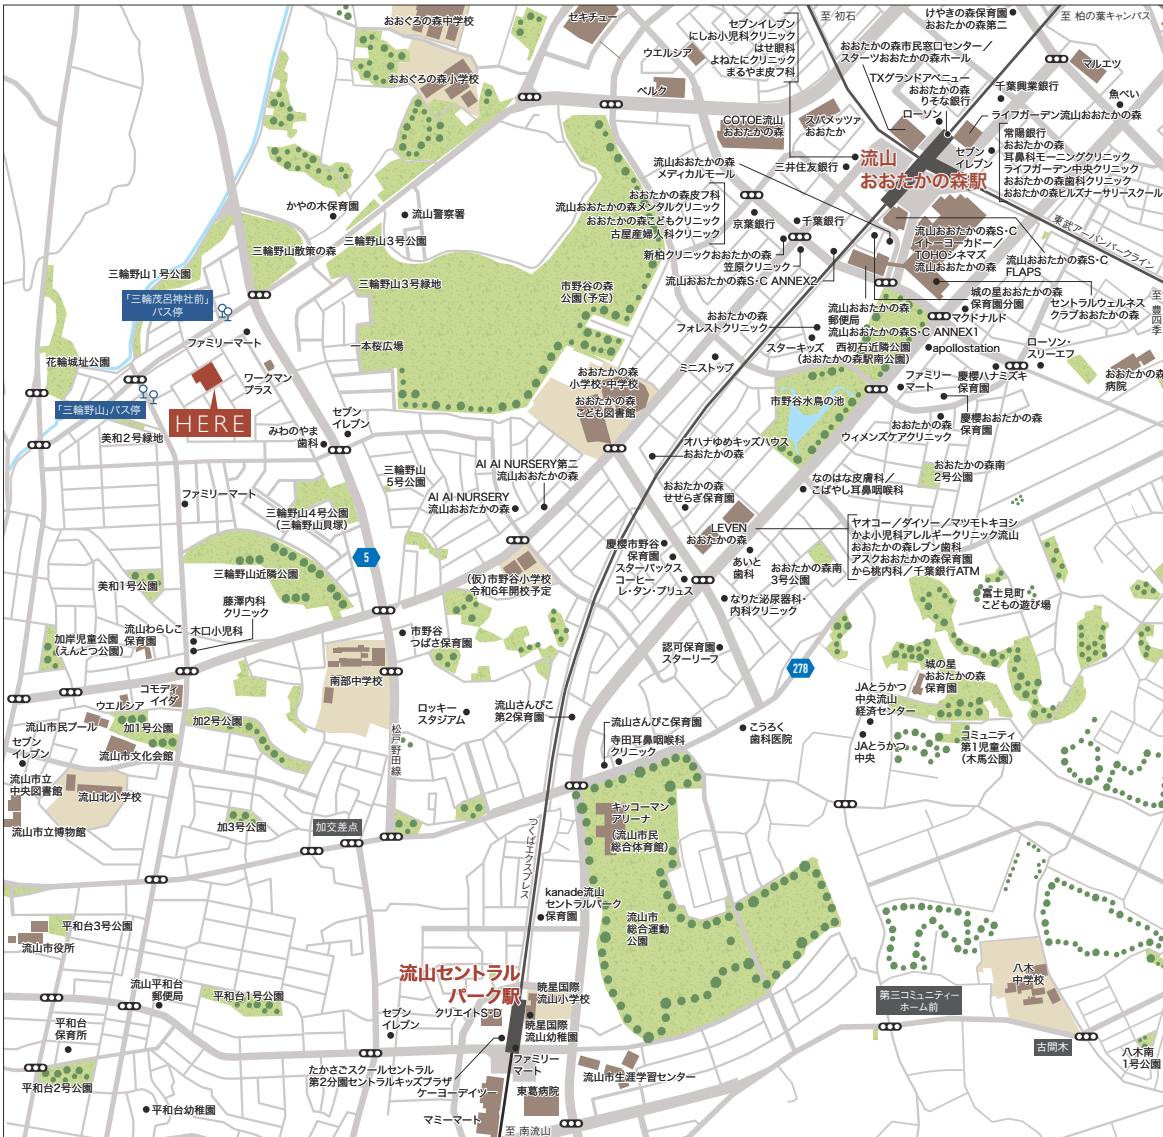 おおぐろの森中学校
セキチュー
セブンイレブン
にしお小児科クリニック
はせ眼科
よねたにクリニック
まるやま皮フ科
至 初石
けやきの森保育園
おおたかの森第二
至 柏の葉キャンパス
ウエルシア
おおたかの森市民窓口センター／
スターツおおたかの森ホール
マルエツ
おおぐろの森小学校
ベルク
TXグランドアベニュー
おおたかの森
りそな銀行
千葉興業銀行
魚べい
ローソン
ライフガーデン流山おおたかの森
COTOE流山
おおたかの森
スパメッツァ
おおたか
常陽銀行
おおたかの森
耳鼻科モーニングクリニック
ライフガーデン中央クリニック
おおたかの森歯科クリニック
おおたかの森ヒルズナーサリースクール
セブン
イレブン
流山
おおたかの森駅
三井住友銀行
流山おおたかの森
メディカルモール
おおたかの森皮フ科
流山おおたかの森メンタルクリニック
おおたかの森こどもクリニック
古屋産婦人科クリニック
かやの木保育園
流山警察署
京葉銀行
千葉銀行
東武アーバンパークライン
三輪野山散策の森
三輪野山3号公園
流山おおたかの森S・C
イトーヨーカドー／
TOHOシネマズ
流山おおたかの森
流山おおたかの森S・C
FLAPS
新柏クリニックおおたかの森
笠原クリニック
流山おおたかの森S・C ANNEX2
三輪野山1号公園
三輪野山3号緑地
市野谷の森
公園(予定)
「三輪茂呂神社前」
バス停
城の星おおたかの森
保育園分園
セントラルウェルネス
クラブおおたかの森
至 豊四季
流山おおたかの森
郵便局
マクドナルド
おおたかの森
フォレストクリニック
流山おおたかの森S・C ANNEX1
ファミリーマート
一本桜広場
スターキッズ
西初石近隣公園
(おおたかの森駅南公園)
apollostation
ローソン・
スリーエフ
花輪城址公園
ワークマン
プラス
おおたかの森
小学校・中学校
ミニストップ
おおたかの森
病院
ファミリー
マート
慶櫻ハナミズキ
保育園
「三輪野山」バス停
HERE
セブン
イレブン
おおたかの森
こども図書館
市野谷水鳥の池
慶櫻おおたかの森
保育園
おおたかの森
ウィメンズケアクリニック
美和2号緑地
みわのやま
歯科
オハナゆめキッズハウス
おおたかの森
三輪野山
5号公園
AI AI NURSERY第二
流山おおたかの森
おおたかの森南
2号公園
なのはな皮膚科／
こばやし耳鼻咽喉科
ファミリーマート
AI AI NURSERY
流山おおたかの森
おおたかの森
せせらぎ保育園
三輪野山4号公園
(三輪野山貝塚)
LEVEN
おおたかの森
ヤオコー／ダイソー／マツモトキヨシ
かよ小児科アレルギークリニック流山
おおたかの森レブン歯科
アスクおおたかの森保育園
から桃内科／千葉銀行ATM
5
慶櫻市野谷
保育園
スターバックス
コーヒー
レ・タン・プリュス
あいと
歯科
おおたかの森南
3号公園
三輪野山近隣公園
(仮)市野谷小学校
令和6年開校予定
美和1号公園
富士見町
こどもの遊び場
藤澤内科
クリニック
なりた泌尿器科・
内科クリニック
加岸児童公園
(えんとつ公園)
流山わらしこ
保育園
木口小児科
市野谷
つばさ保育園
認可保育園
スターリーフ
278
南部中学校
城の星
おおたかの森
保育園
コモディ
イイダ
ウエルシア
JAとうかつ
中央流山
経済センター
ロッキー
スタジアム
流山さんぴこ
第2保育園
流山市民プール
加1号公園
加2号公園
流山さんぴこ保育園
こうろく
歯科医院
セブン
イレブン
流山市文化会館
松戸野田線
寺田耳鼻咽喉科
クリニック
JAとうかつ
中央
コミュニティ
第1児童公園
(木馬公園)
流山市立
中央図書館
流山北小学校
キッコーマン
アリーナ
(流山市民
総合体育館)
流山市立博物館
加3号公園
加交差点
つくばエクスプレス
kanade流山
セントラルパーク
保育園
流山市
総合運動
公園
平和台3号公園
流山市役所
流山セントラル
パーク駅
八木
中学校
流山平和台
郵便局
平和台1号公園
暁星国際
流山小学校
第三コミュニティー
ホーム前
セブン
イレブン
クリエイトS・D
暁星国際
流山幼稚園
平和台
保育所
古間木
八木南
1号公園
ファミリー
マート
たかさごスクールセントラル
第2分園セントラルキッズプラザ
流山市生涯学習センター
平和台2号公園
ケーヨーデイツー
東葛病院
平和台幼稚園
マミーマート
至 南流山